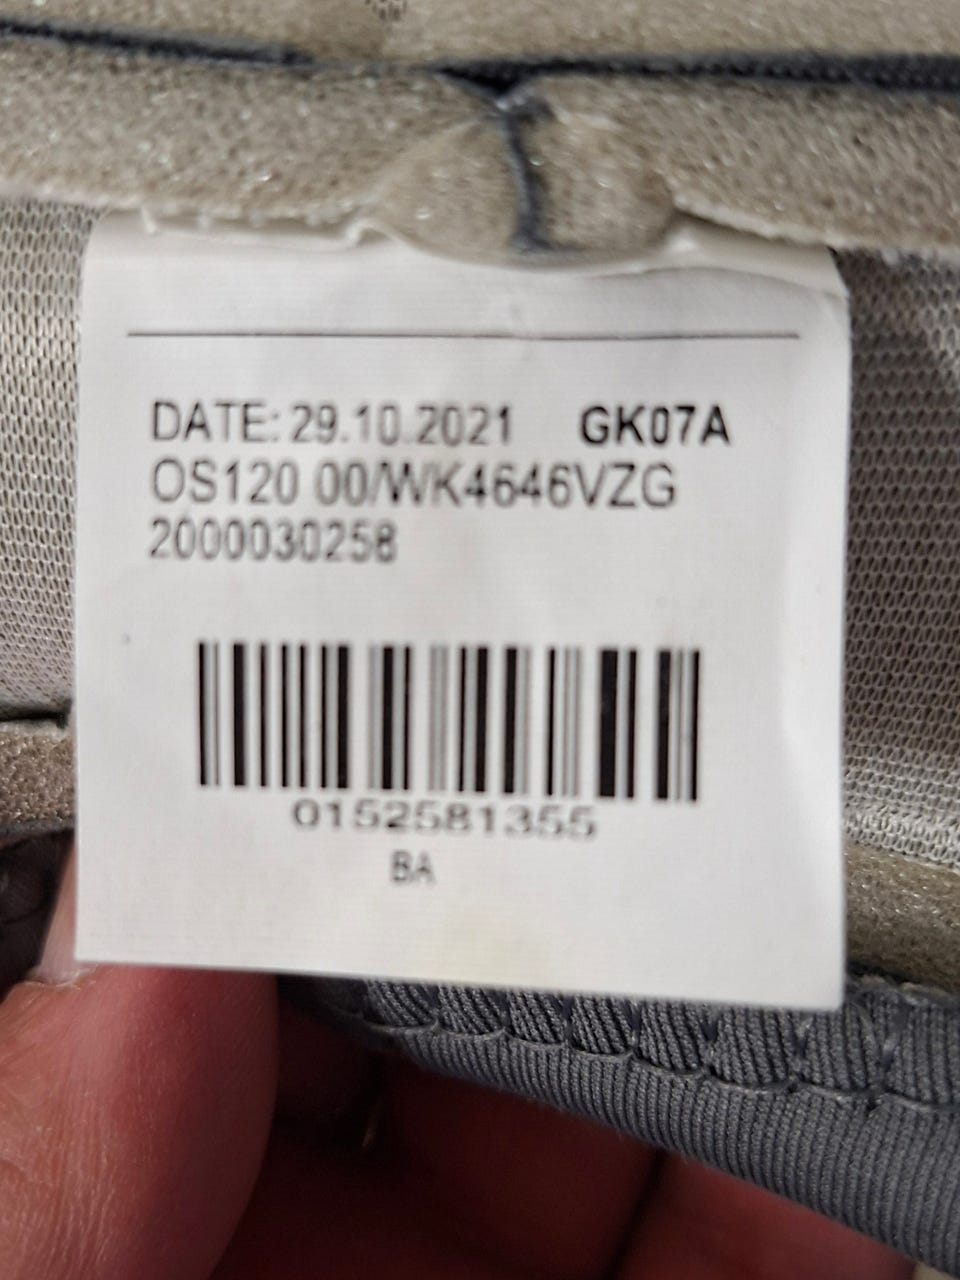 DATE: 29.10.2021 GK07A
OS120 00/WK4646VZG
2000030258
0152581355
BA